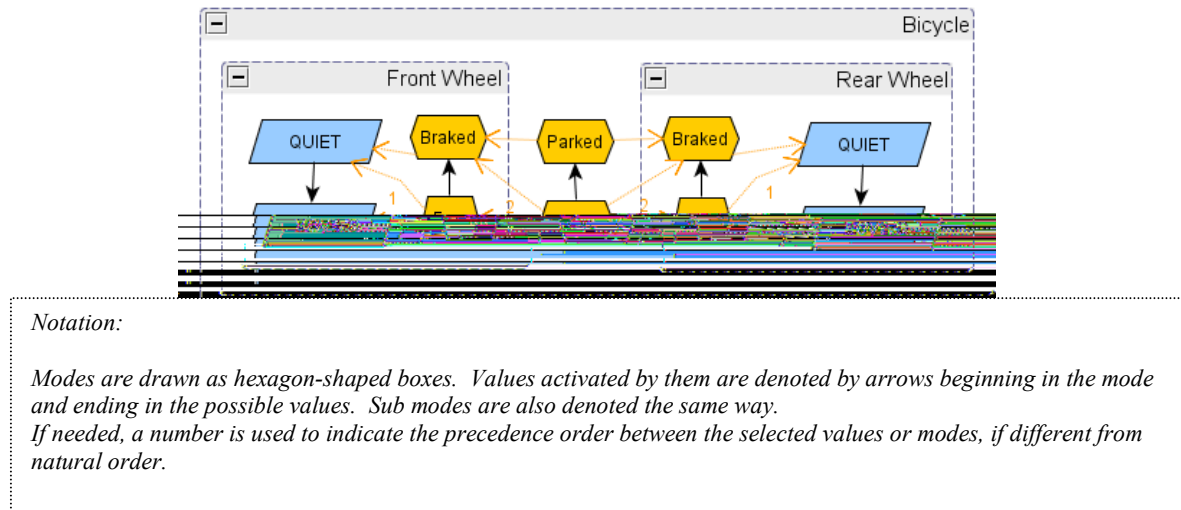 Bicycle
Front Wheel
Rear Wheel
QUIET
Braked
Parked
Braked
QUIET
1
1
2
2
Notation:
Modes are drawn as hexagon-shaped boxes. Values activated by them are denoted by arrows beginning in the mode
and ending in the possible values. Sub modes are also denoted the same way.
If needed, a number is used to indicate the precedence order between the selected values or modes, if different from
natural order.